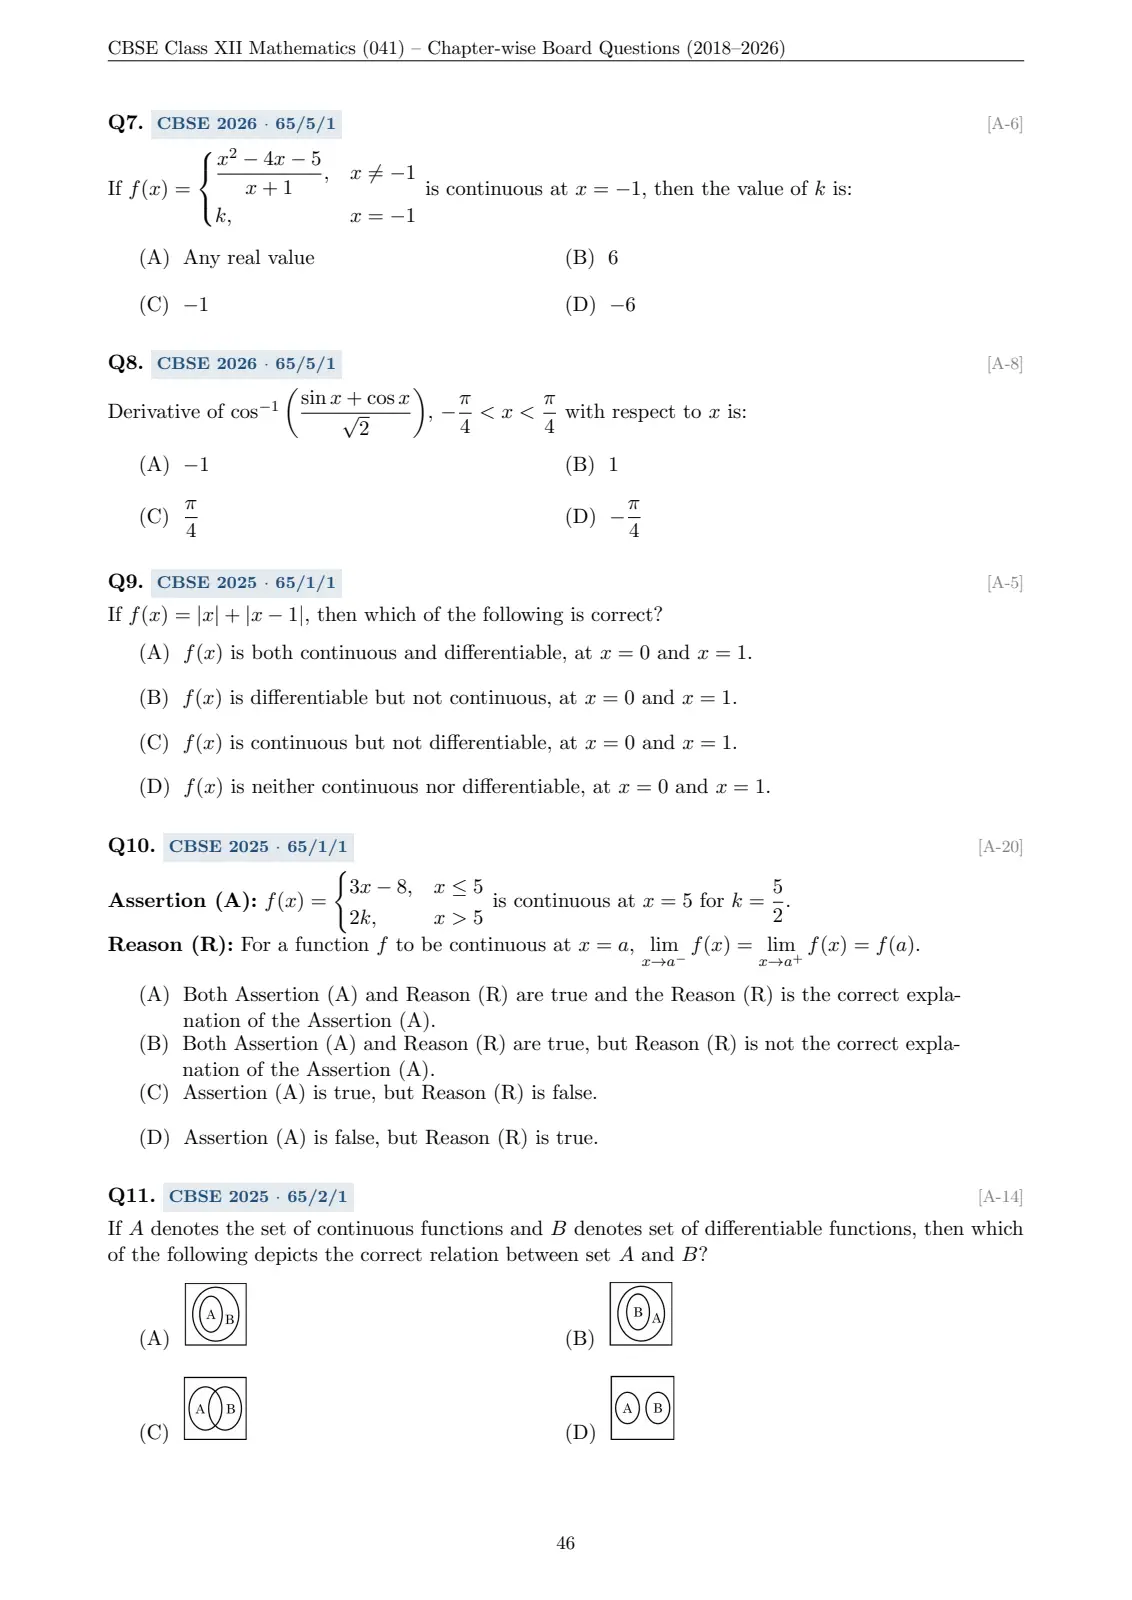 CBSE Class XII Mathematics (041) – Chapter-wise Board Questions (2018–2026)
Q7. CBSE 2026 · 65/5/1 [A-6]
If f(x) = { (x² − 4x − 5)/(x + 1), x ≠ −1
k, x = −1 is continuous at x = −1, then the value of k is:
(A) Any real value (B) 6
(C) −1 (D) −6
Q8. CBSE 2026 · 65/5/1 [A-8]
Derivative of cos⁻¹ ((sin x + cos x)/√2), −π/4 < x < π/4 with respect to x is:
(A) −1 (B) 1
(C) π/4 (D) −π/4
Q9. CBSE 2025 · 65/1/1 [A-5]
If f(x) = |x| + |x − 1|, then which of the following is correct?
(A) f(x) is both continuous and differentiable, at x = 0 and x = 1.
(B) f(x) is differentiable but not continuous, at x = 0 and x = 1.
(C) f(x) is continuous but not differentiable, at x = 0 and x = 1.
(D) f(x) is neither continuous nor differentiable, at x = 0 and x = 1.
Q10. CBSE 2025 · 65/1/1 [A-20]
Assertion (A): f(x) = { 3x − 8, x ≤ 5
2k, x > 5 is continuous at x = 5 for k = 5/2.
Reason (R): For a function f to be continuous at x = a, lim x→a⁻ f(x) = lim x→a⁺ f(x) = f(a).
(A) Both Assertion (A) and Reason (R) are true and the Reason (R) is the correct expla-
nation of the Assertion (A).
(B) Both Assertion (A) and Reason (R) are true, but Reason (R) is not the correct expla-
nation of the Assertion (A).
(C) Assertion (A) is true, but Reason (R) is false.
(D) Assertion (A) is false, but Reason (R) is true.
Q11. CBSE 2025 · 65/2/1 [A-14]
If A denotes the set of continuous functions and B denotes set of differentiable functions, then which
of the following depicts the correct relation between set A and B?
(A) A B (B) B A
(C) A B (D) A B
46